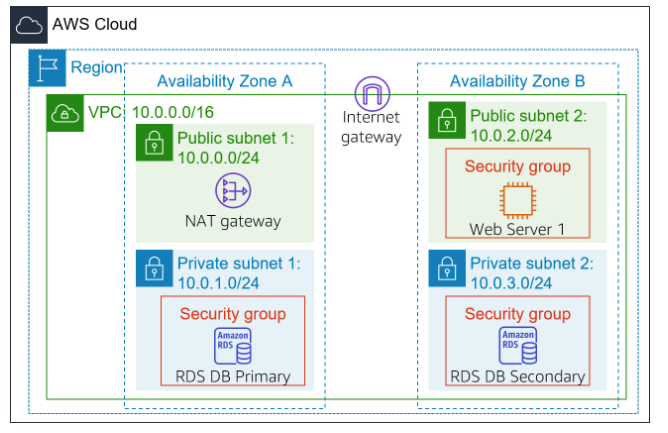 AWS Cloud
Region
Availability Zone A
Availability Zone B
VPC 10.0.0.0/16
Internet
gateway
Public subnet 1:
10.0.0.0/24
NAT gateway
Public subnet 2:
10.0.2.0/24
Security group
Web Server 1
Private subnet 1:
10.0.1.0/24
Security group
Amazon
RDS
RDS DB Primary
Private subnet 2:
10.0.3.0/24
Security group
Amazon
RDS
RDS DB Secondary